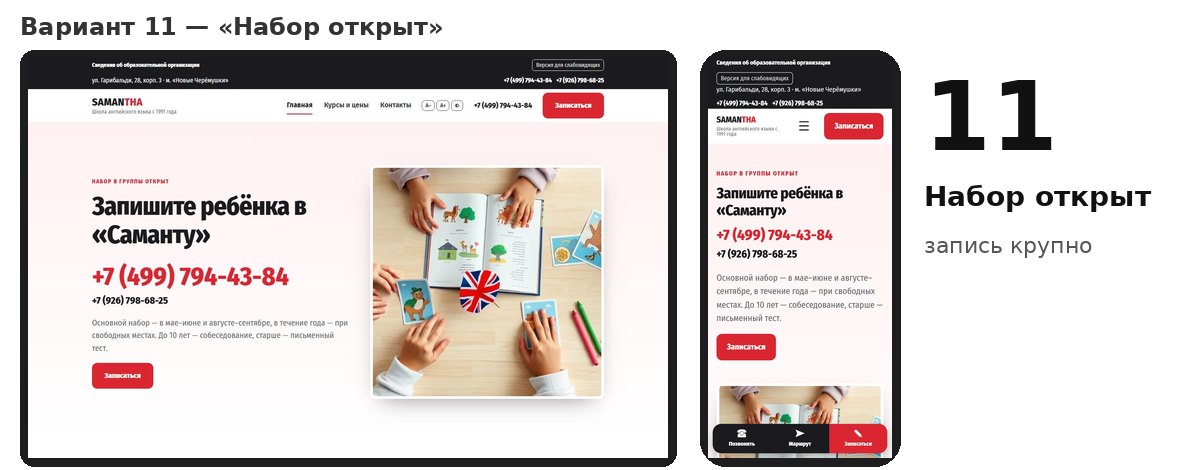 Вариант 11 — «Набор открыт»
Сведения об образовательной организации
Версия для слабовидящих
ул. Гарибальди, 28, корп. 3 · м. «Новые Черёмушки»
+7 (499) 794-43-84 +7 (926) 798-68-25
SAMANTHA
Школа английского языка с 1991 года
Главная Курсы и цены Контакты A- A+ +7 (499) 794-43-84 Записаться
НАБОР В ГРУППЫ ОТКРЫТ
Запишите ребёнка в
«Саманту»
+7 (499) 794-43-84
+7 (926) 798-68-25
Основной набор — в мае–июне и августе–сентябре, в течение года — при
свободных местах. До 10 лет — собеседование, старше — письменный
тест.
Записаться
Сведения об образовательной организации
Версия для слабовидящих
ул. Гарибальди, 28, корп. 3 · м. «Новые Черёмушки»
+7 (499) 794-43-84 +7 (926) 798-68-25
SAMANTHA
Школа английского языка с
1991 года
Записаться
НАБОР В ГРУППЫ ОТКРЫТ
Запишите ребёнка в
«Саманту»
+7 (499) 794-43-84
+7 (926) 798-68-25
Основной набор — в мае–июне и августе–
сентябре, в течение года — при свободных
местах. До 10 лет — собеседование, старше —
письменный тест.
Записаться
Позвонить Маршрут Записаться
11
Набор открыт
запись крупно